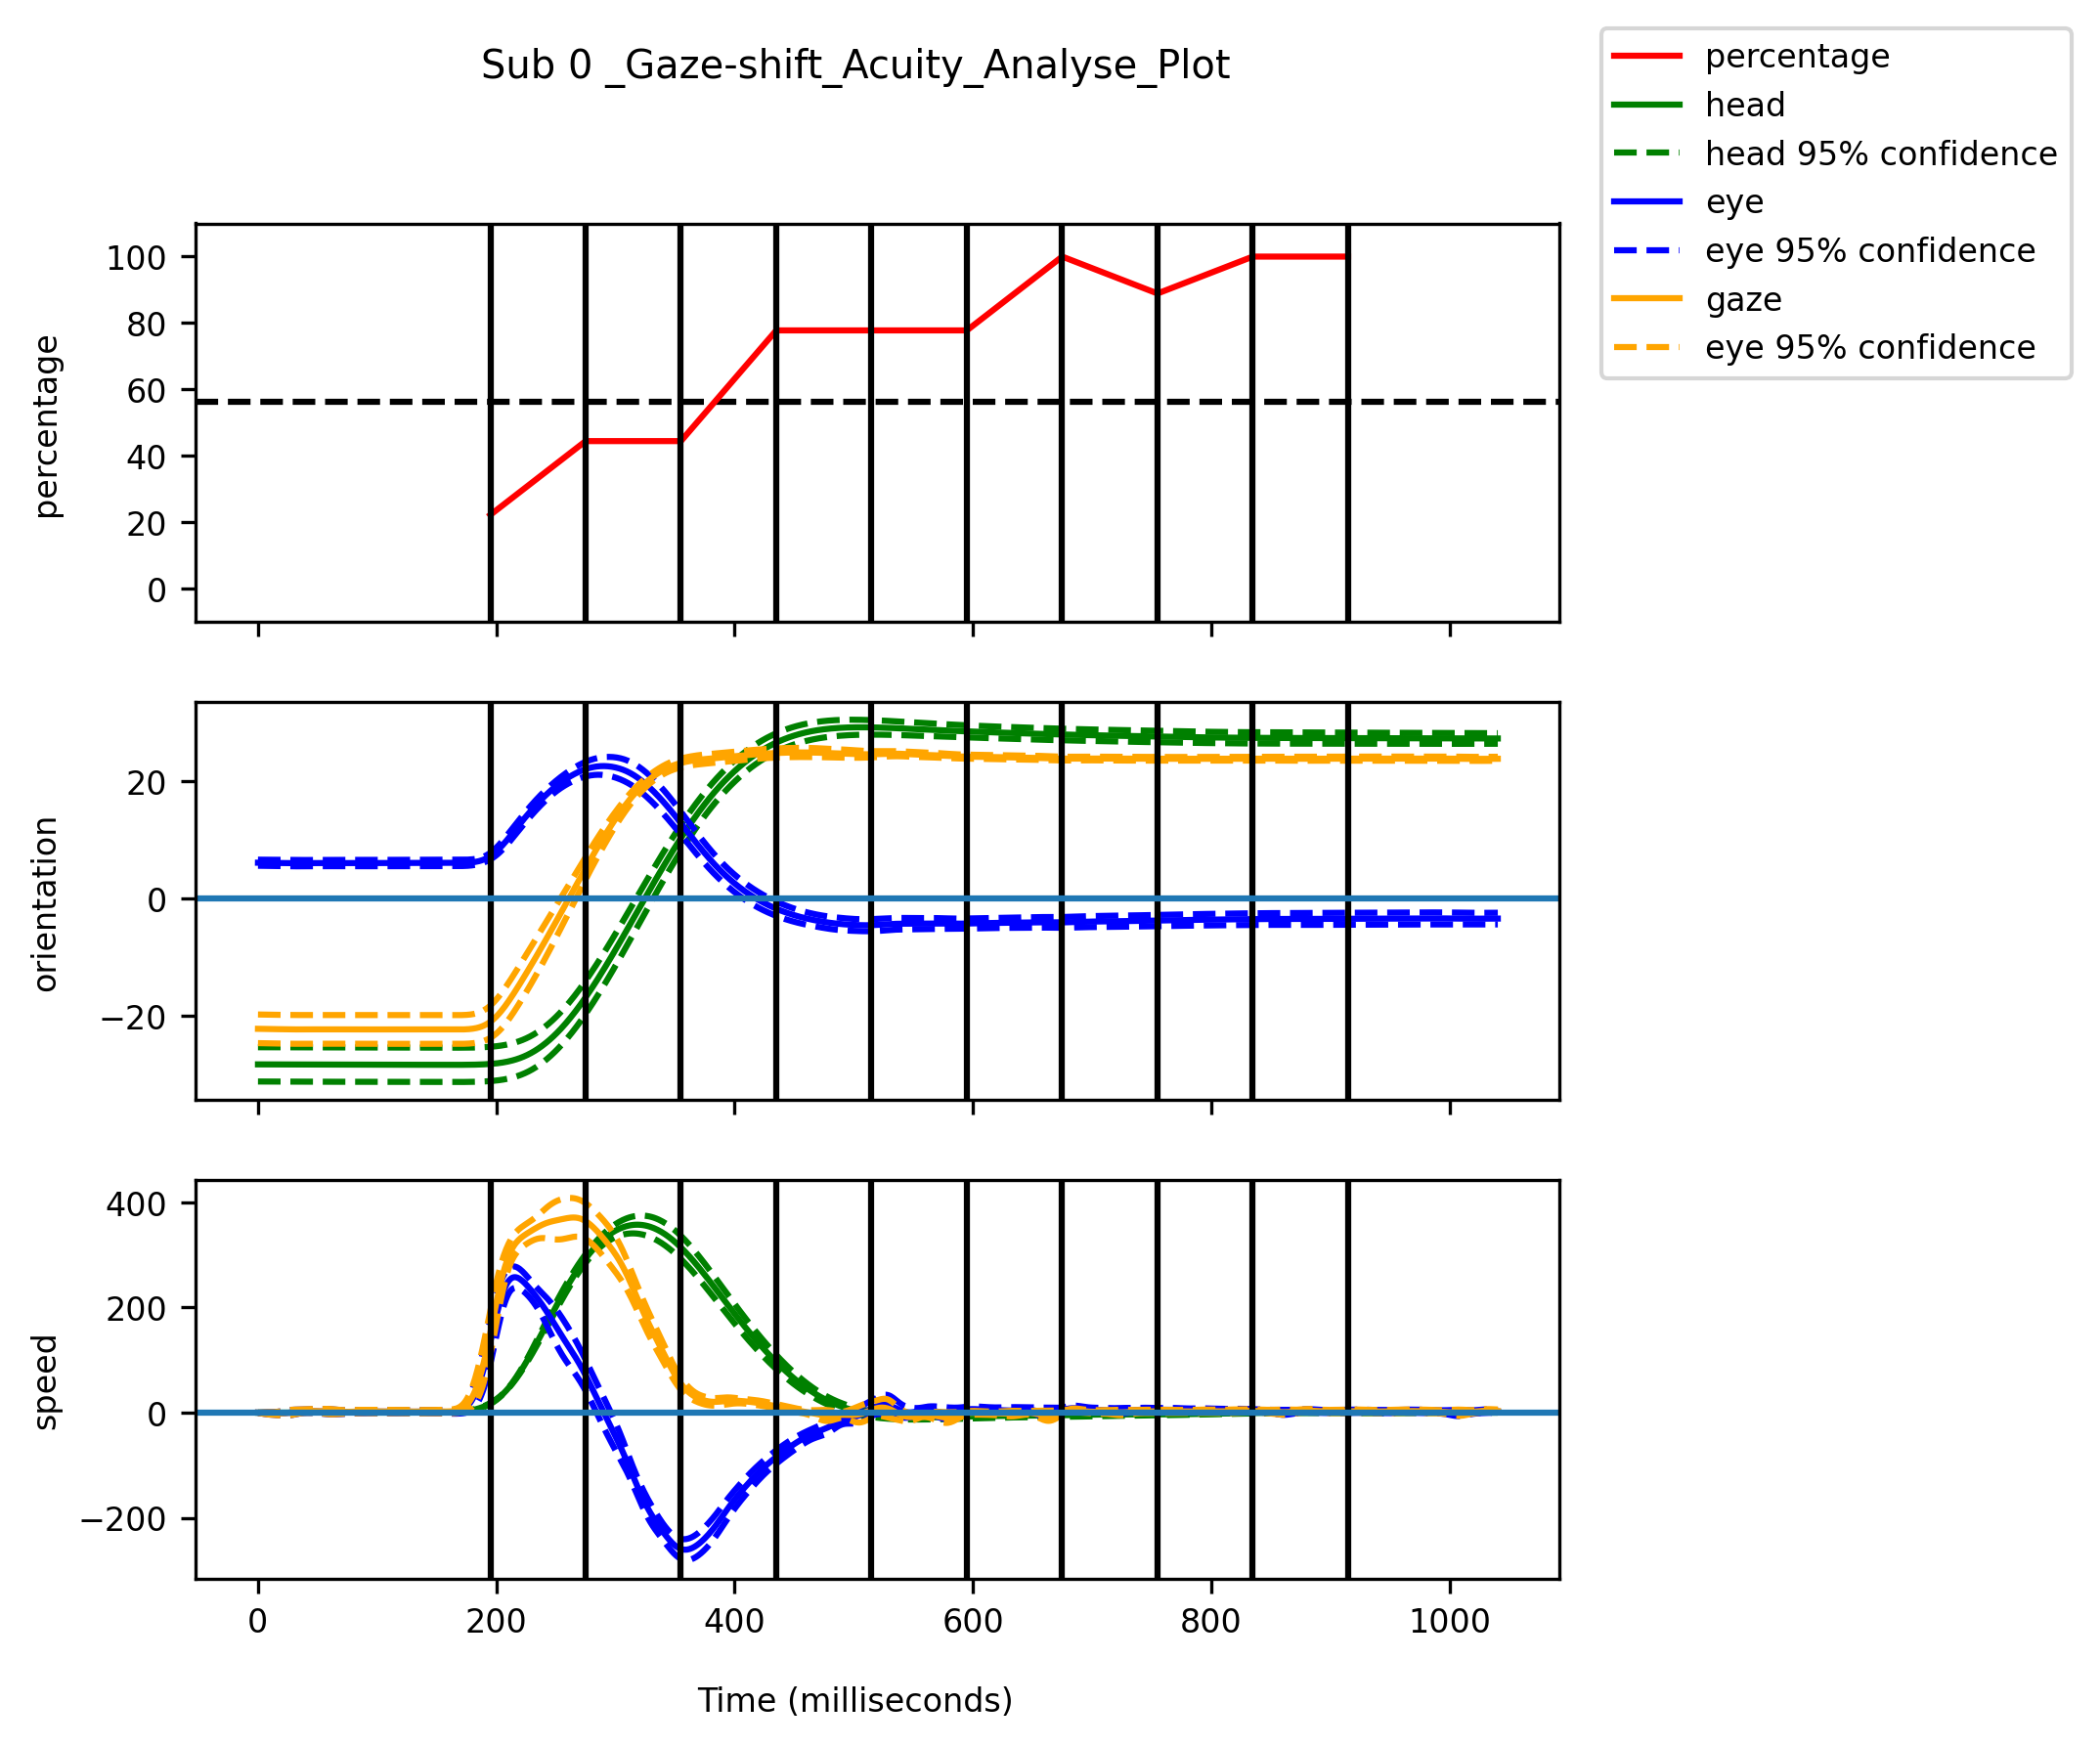 Sub 0 _Gaze-shift_Acuity_Analyse_Plot
percentage
head
head 95% confidence
eye
eye 95% confidence
gaze
eye 95% confidence
100
80
60
40
20
0
percentage
20
0
−20
orientation
400
200
0
−200
speed
0 200 400 600 800 1000
Time (milliseconds)